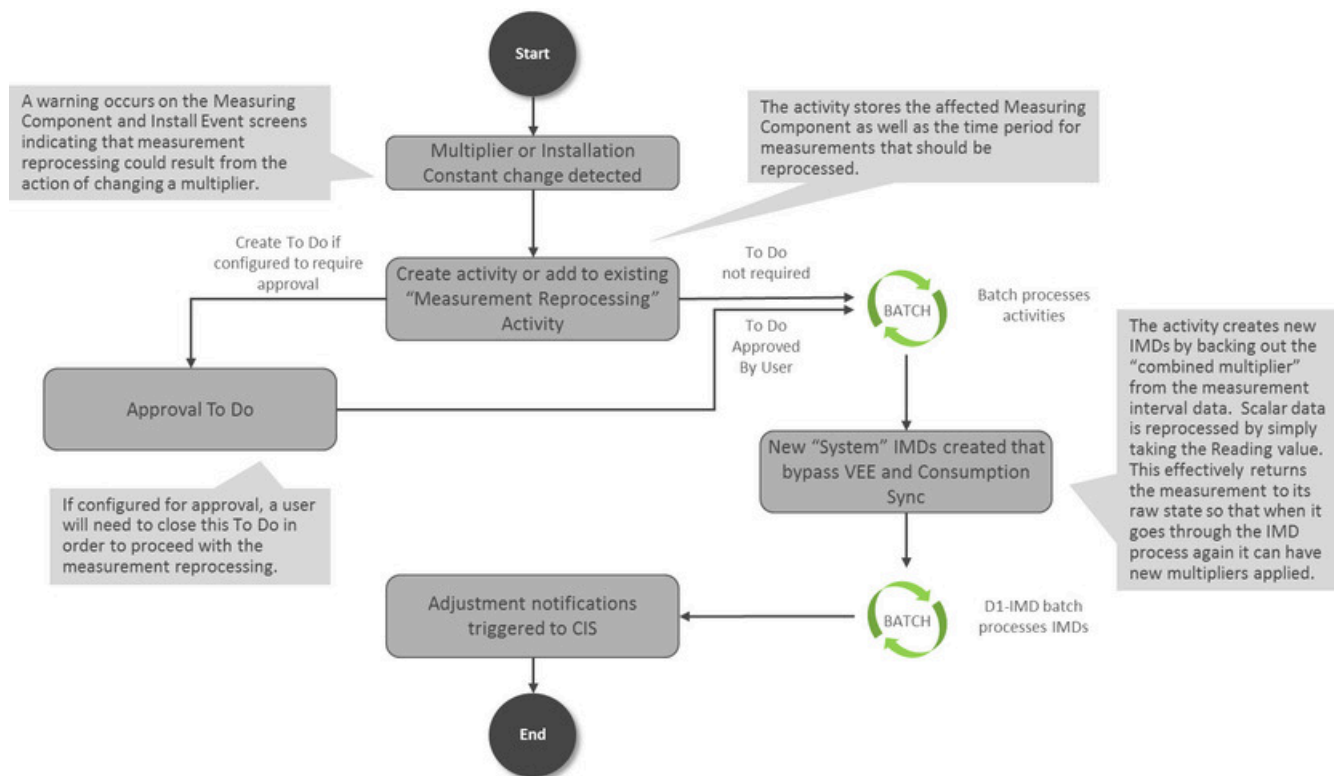 Start
A warning occurs on the Measuring
Component and Install Event screens
indicating that measurement
reprocessing could result from the
action of changing a multiplier.
The activity stores the affected Measuring
Component as well as the time period for
measurements that should be
reprocessed.
Multiplier or Installation
Constant change detected
Create To Do if
configured to require
approval
Create activity or add to existing
“Measurement Reprocessing”
Activity
To Do
not required
BATCH
Batch processes
activities
To Do
Approved
By User
Approval To Do
The activity creates new
IMDs by backing out the
“combined multiplier”
from the measurement
interval data.  Scalar data
is reprocessed by simply
taking the Reading value.
This effectively returns
the measurement to its
raw state so that when it
goes through the IMD
process again it can have
new multipliers applied.
New “System” IMDs created that
bypass VEE and Consumption
Sync
If configured for approval, a user
will need to close this To Do in
order to proceed with the
measurement reprocessing.
Adjustment notifications
triggered to CIS
BATCH
D1-IMD batch
processes IMDs
End